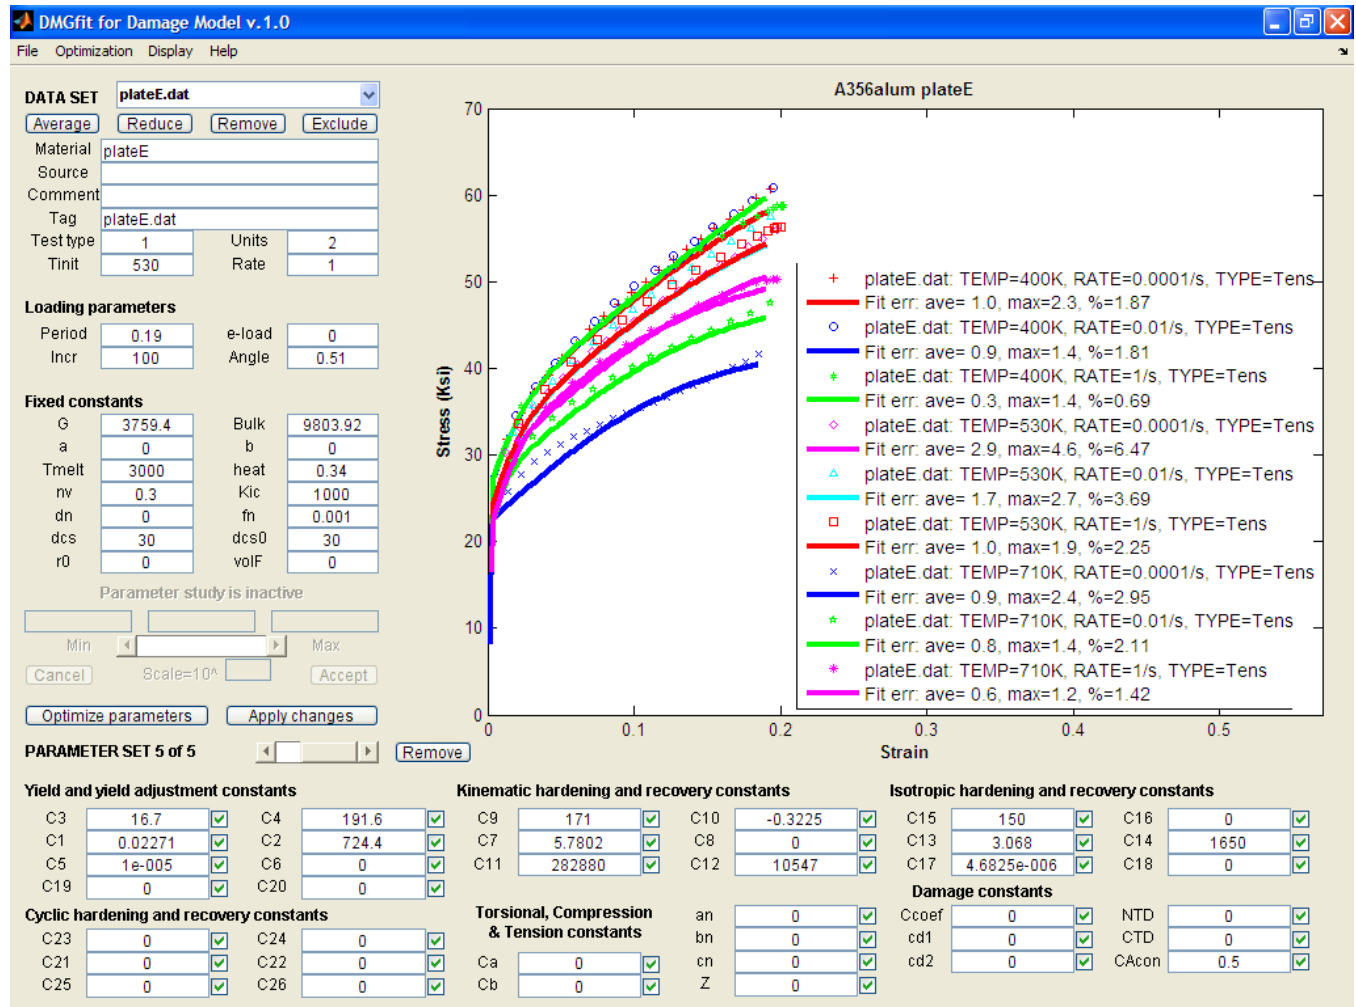 DMGfit for Damage Model v.1.0
File Optimization Display Help
DATA SET plateE.dat
Average Reduce Remove Exclude
Material plateE
Source
Comment
Tag plateE.dat
Test type 1 Units 2
Tinit 530 Rate 1
Loading parameters
Period 0.19 e-load 0
Incr 100 Angle 0.51
Fixed constants
G 3759.4 Bulk 9803.92
a 0 b 0
Tmelt 3000 heat 0.34
nv 0.3 Kic 1000
dn 0 fn 0.001
dcs 30 dcs0 30
r0 0 volF 0
Parameter study is inactive
Min Max
Cancel Scale=10^ Accept
Optimize parameters Apply changes
PARAMETER SET 5 of 5 Remove
A356alum plateE
70
60
50
40
30
20
10
0
Stress (Ksi)
0 0.1 0.2 0.3 0.4 0.5
Strain
plateE.dat: TEMP=400K, RATE=0.0001/s, TYPE=Tens
Fit err: ave= 1.0, max=2.3, %=1.87
plateE.dat: TEMP=400K, RATE=0.01/s, TYPE=Tens
Fit err: ave= 0.9, max=1.4, %=1.81
plateE.dat: TEMP=400K, RATE=1/s, TYPE=Tens
Fit err: ave= 0.3, max=1.4, %=0.69
plateE.dat: TEMP=530K, RATE=0.0001/s, TYPE=Tens
Fit err: ave= 2.9, max=4.6, %=6.47
plateE.dat: TEMP=530K, RATE=0.01/s, TYPE=Tens
Fit err: ave= 1.7, max=2.7, %=3.69
plateE.dat: TEMP=530K, RATE=1/s, TYPE=Tens
Fit err: ave= 1.0, max=1.9, %=2.25
plateE.dat: TEMP=710K, RATE=0.0001/s, TYPE=Tens
Fit err: ave= 0.9, max=2.4, %=2.95
plateE.dat: TEMP=710K, RATE=0.01/s, TYPE=Tens
Fit err: ave= 0.8, max=1.4, %=2.11
plateE.dat: TEMP=710K, RATE=1/s, TYPE=Tens
Fit err: ave= 0.6, max=1.2, %=1.42
Yield and yield adjustment constants
C3 16.7 C4 191.6
C1 0.02271 C2 724.4
C5 1e-005 C6 0
C19 0 C20 0
Cyclic hardening and recovery constants
C23 0 C24 0
C21 0 C22 0
C25 0 C26 0
Kinematic hardening and recovery constants
C9 171 C10 -0.3225
C7 5.7802 C8 0
C11 282880 C12 10547
Torsional, Compression
& Tension constants
Ca 0
Cb 0
an 0
bn 0
cn 0
Z 0
Isotropic hardening and recovery constants
C15 150 C16 0
C13 3.068 C14 1650
C17 4.6825e-006 C18 0
Damage constants
Ccoef 0 NTD 0
cd1 0 CTD 0
cd2 0 CAcon 0.5